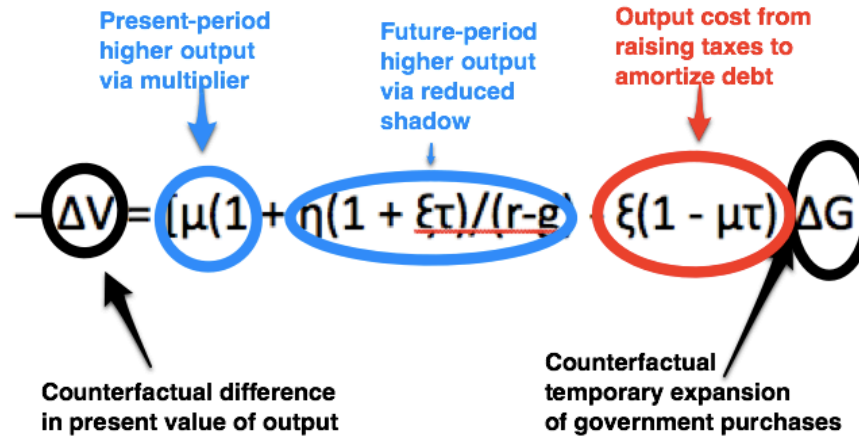 Present-period
higher output
via multiplier
Future-period
higher output
via reduced
shadow
Output cost from
raising taxes to
amortize debt
– ΔV = [μ(1 + η(1 + ξτ)/(r-g) - ξ(1 - μτ) ΔG
Counterfactual difference
in present value of output
Counterfactual
temporary expansion
of government purchases